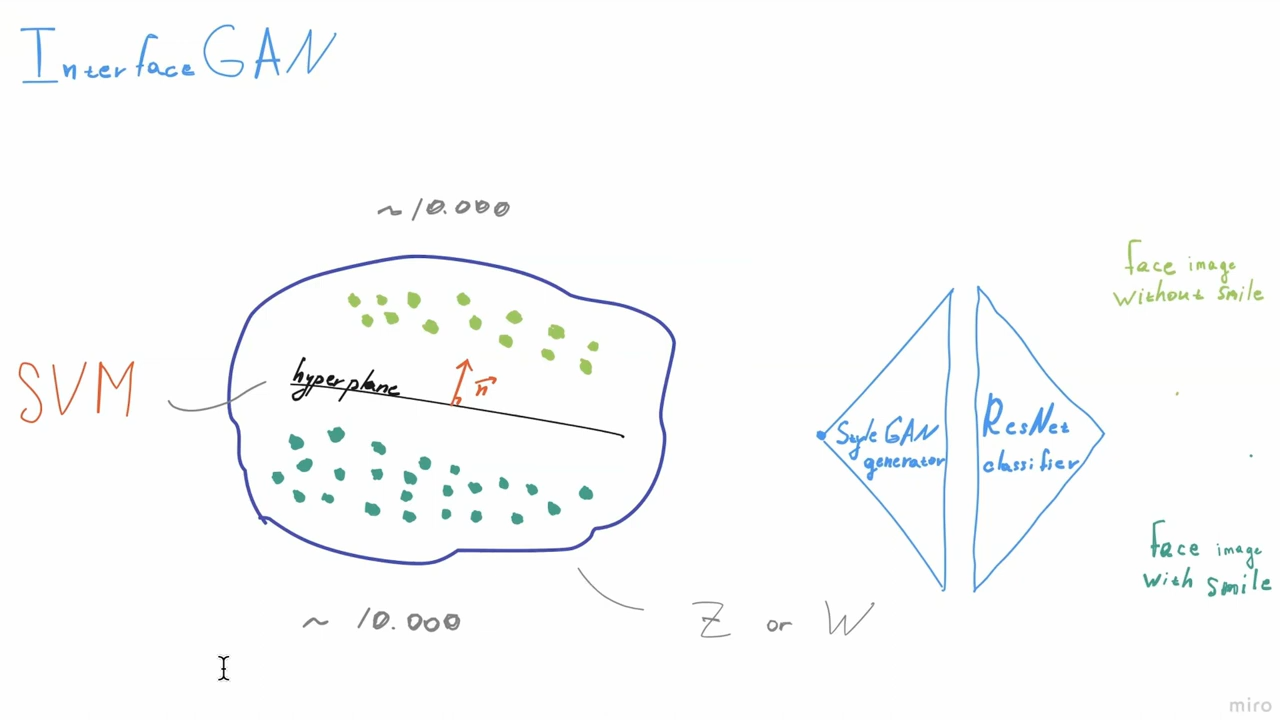 InterfaceGAN
~10.000
face image
without smile
SVM
hyperplane
n
StyleGAN
generator
ResNet
classifier
face image
with smile
~ 10.000
Z or W
miro